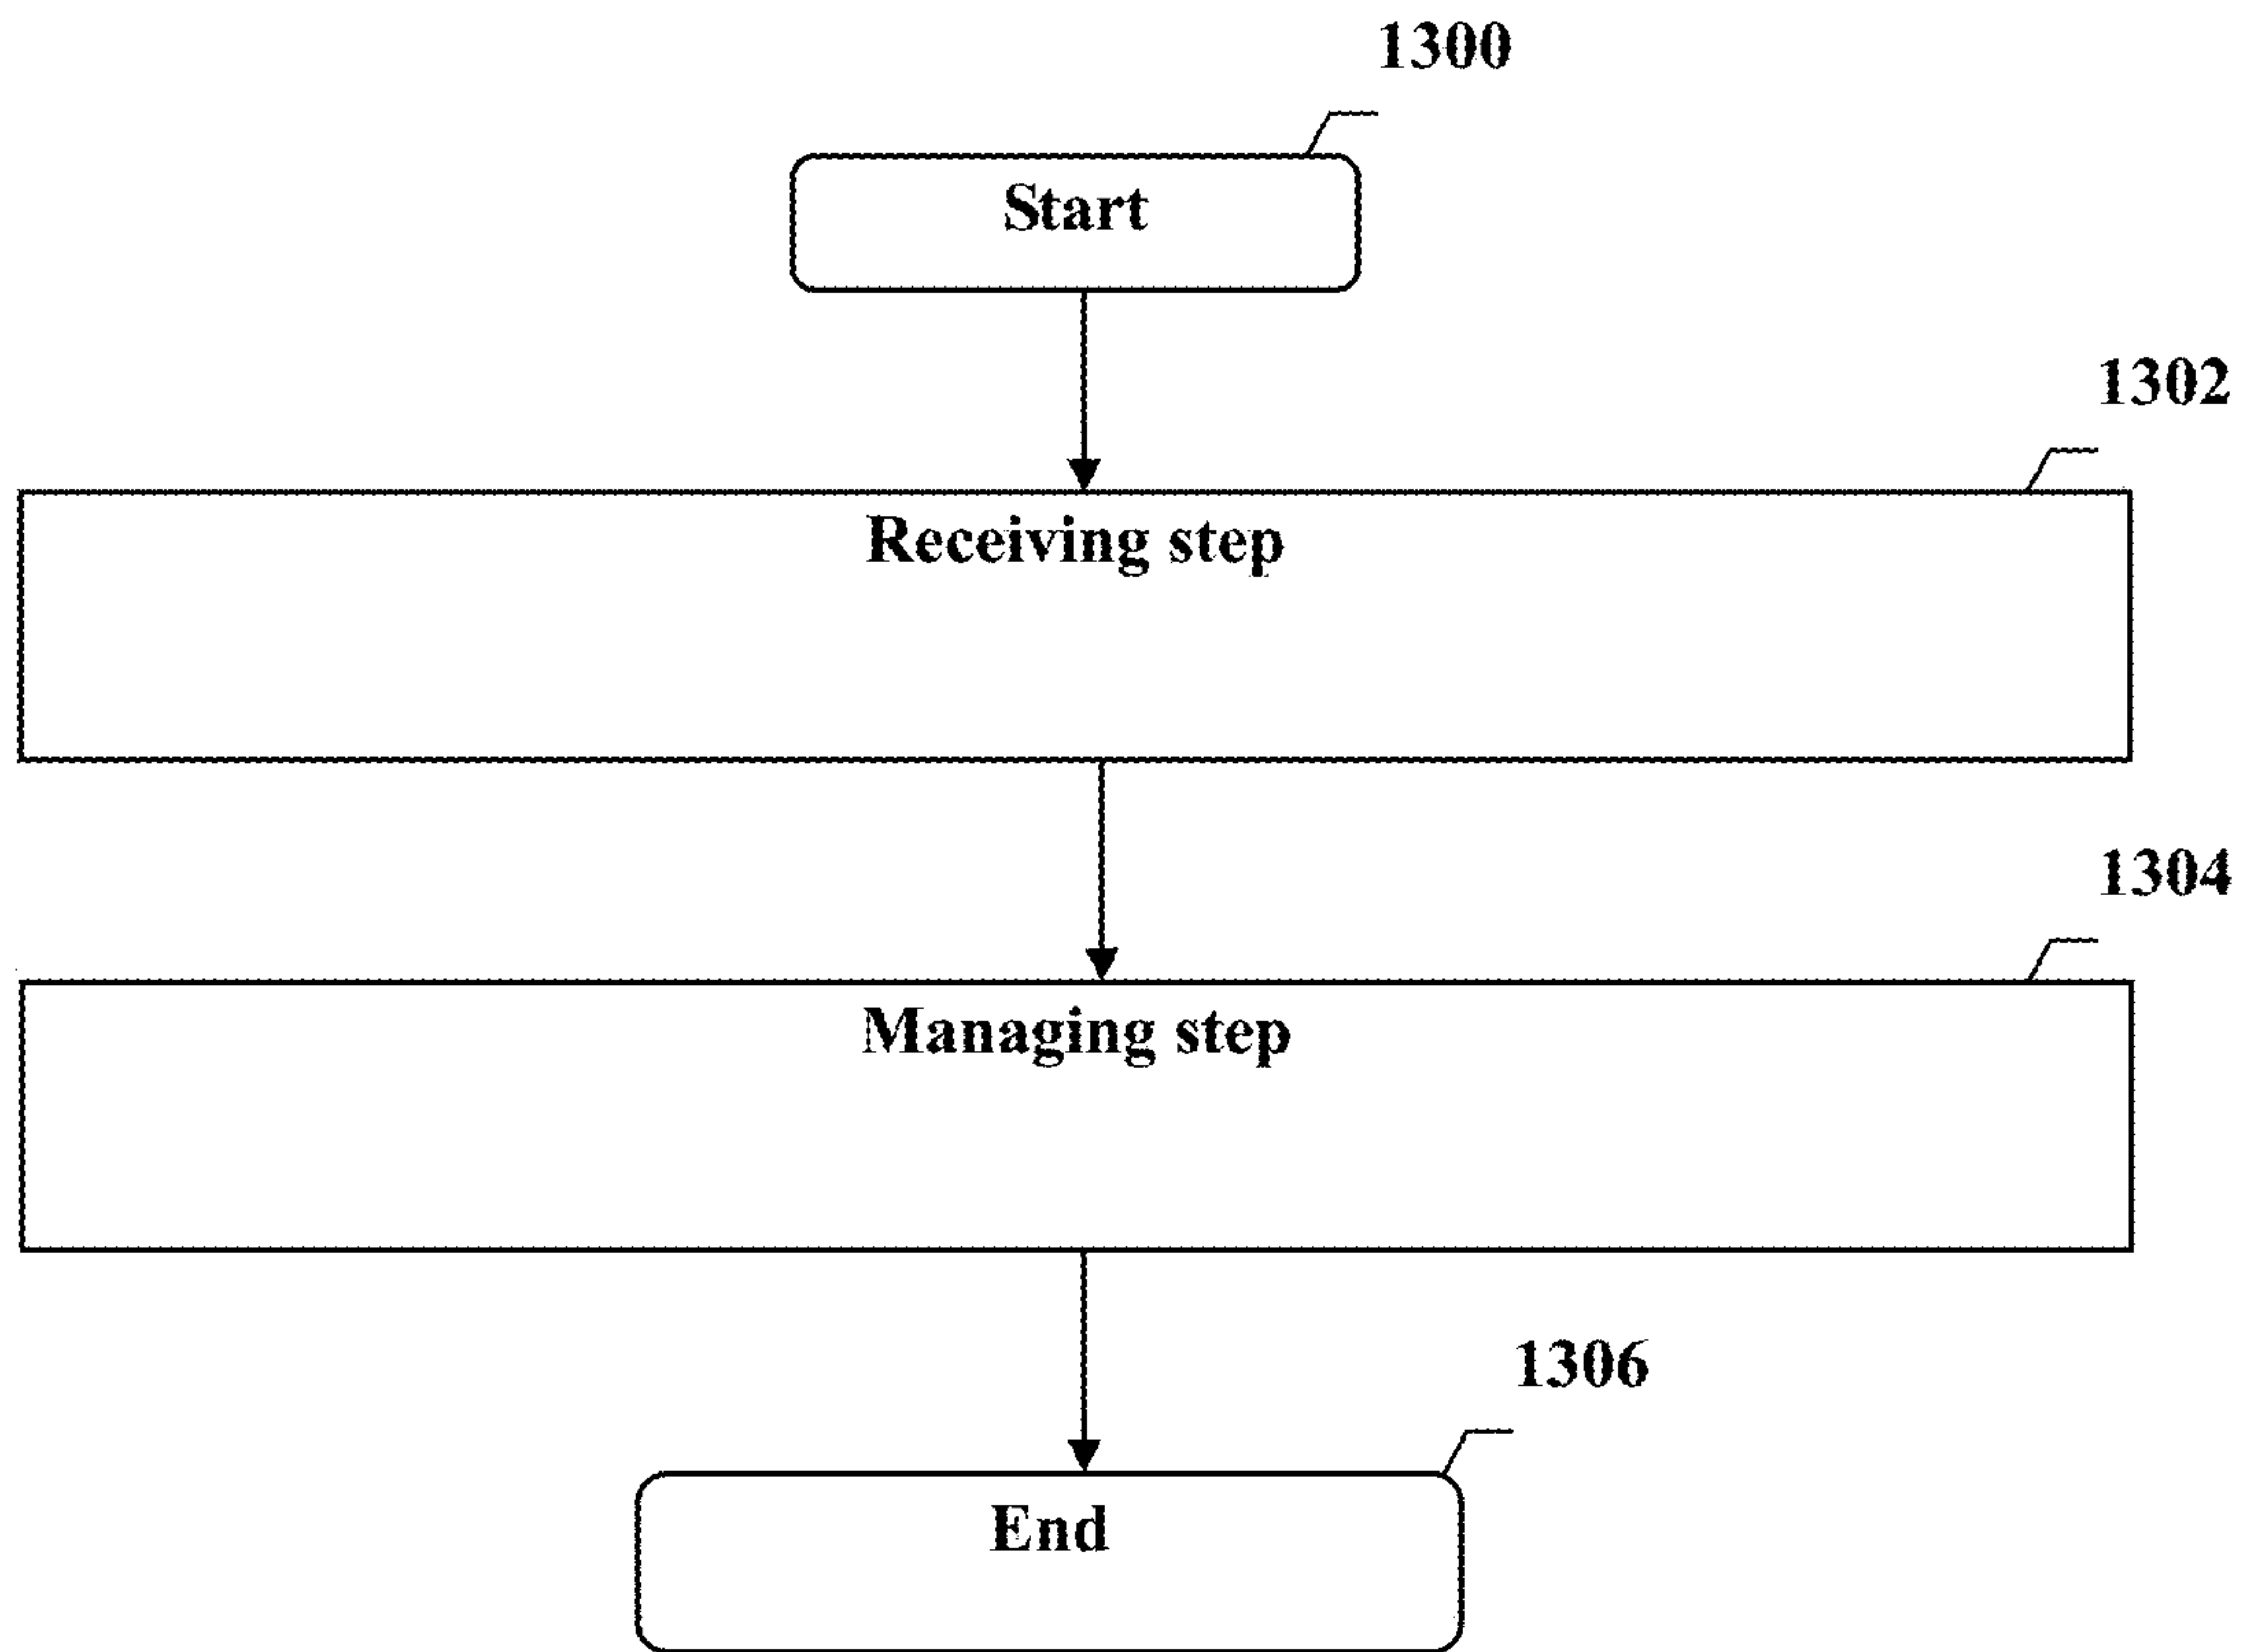 1300
Start
1302
Receiving step
1304
Managing step
1306
End